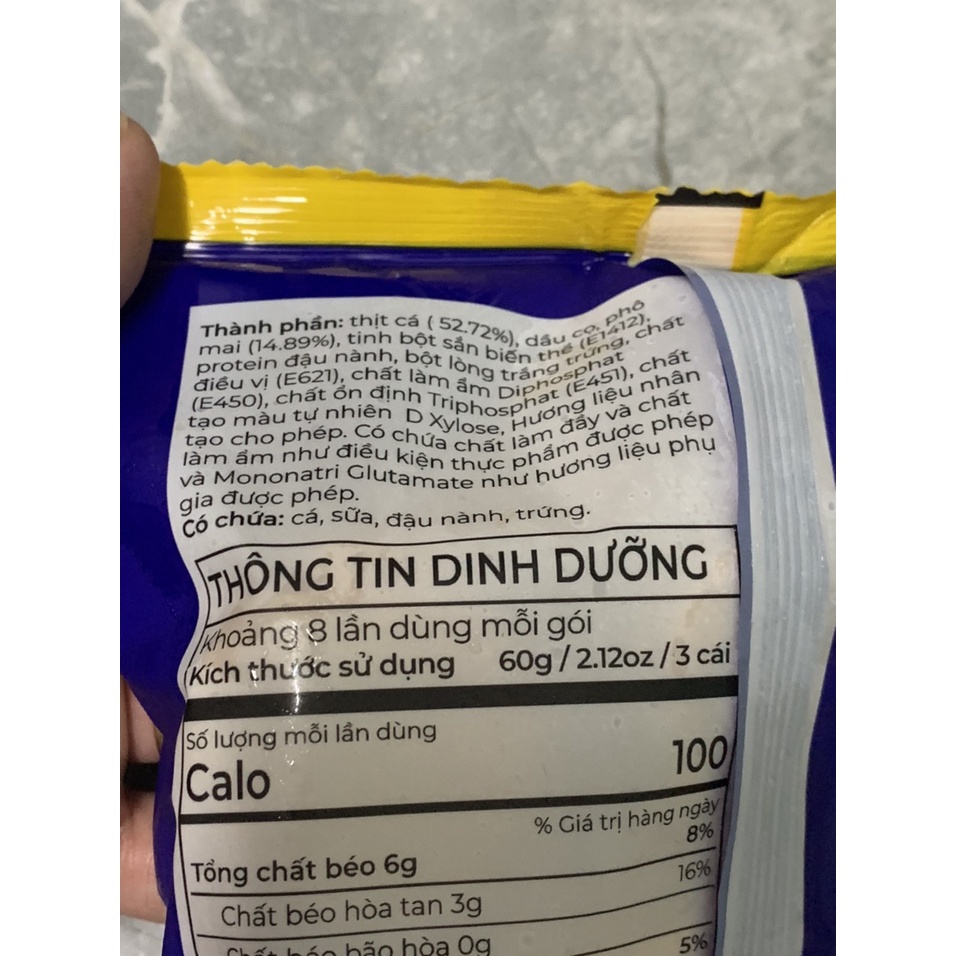 Thành phần: thịt cá ( 52.72%), dầu cọ, phô
mai (14.89%), tinh bột sắn biến thể (E1412),
protein đậu nành, bột lòng trắng trứng, chất
điều vị (E621), chất làm ẩm Diphosphat
(E450), chất ổn định Triphosphat (E451), chất
tạo màu tự nhiên D Xylose, Hương liệu nhân
tạo cho phép. Có chứa chất làm đầy và chất
làm ẩm như điều kiện thực phẩm được phép
và Mononatri Glutamate như hương liệu phụ
gia được phép.
Có chứa: cá, sữa, đậu nành, trứng.
THÔNG TIN DINH DƯỠNG
Khoảng 8 lần dùng mỗi gói
Kích thước sử dụng 60g / 2.12oz / 3 cái
Số lượng mỗi lần dùng
Calo 100
% Giá trị hàng ngày
Tổng chất béo 6g 8%
Chất béo hòa tan 3g 16%
Chất béo bão hòa 0g
5%